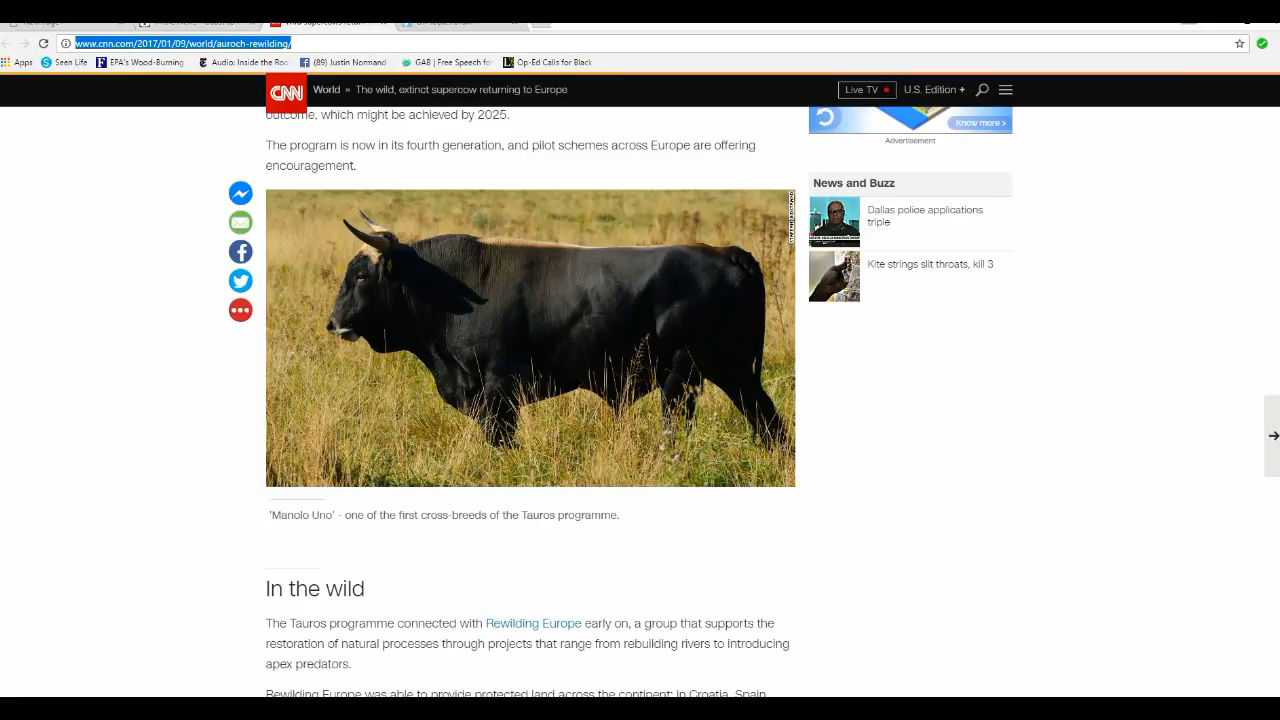 www.cnn.com/2017/01/09/world/auroch-rewilding/
Apps Seen Life EPA's Wood-Burning Audio: Inside the Roo (89) Justin Normand GAB | Free Speech for Op-Ed Calls for Black
CNN World » The wild, extinct supercow returning to Europe Live TV U.S. Edition +
outcome, which might be achieved by 2025.
Know more >
Advertisement
The program is now in its fourth generation, and pilot schemes across Europe are offering
encouragement.
News and Buzz
Dallas police applications
triple
Kite strings slit throats, kill 3
'Manolo Uno' - one of the first cross-breeds of the Tauros programme.
In the wild
The Tauros programme connected with Rewilding Europe early on, a group that supports the
restoration of natural processes through projects that range from rebuilding rivers to introducing
apex predators.
Rewilding Europe was able to provide protected land across the continent: in Croatia, Spain,